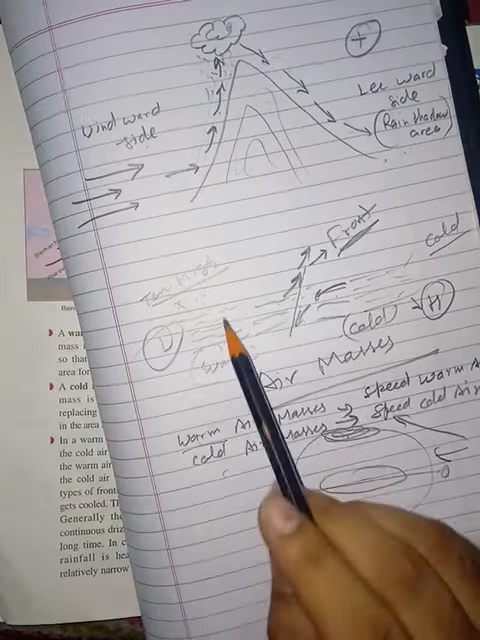 +
Lee ward
side
(Rain shadow
area)
wind ward
side
Front
cold
(cold)
H
Air Masses
warm Air Masses → speed warm A
cold Air Masses → speed cold Air
Rain
A wa
mass
so that
area for
A cold
mass is
replacing
in the area
In a warm
the cold air
the warm air
the cold air
types of front
gets cooled. T
Generally the
continuous driz
long time. In c
rainfall is hea
relatively narrow